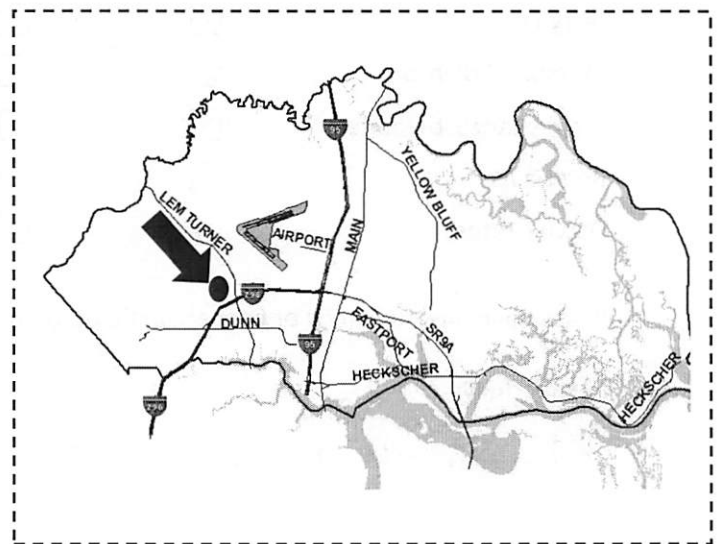 95
YELLOW BLUFF
LEM TURNER
AIRPORT
MAIN
295
DUNN
EASTPORT
SR9A
95
HECKSCHER
HECKSCHER
295